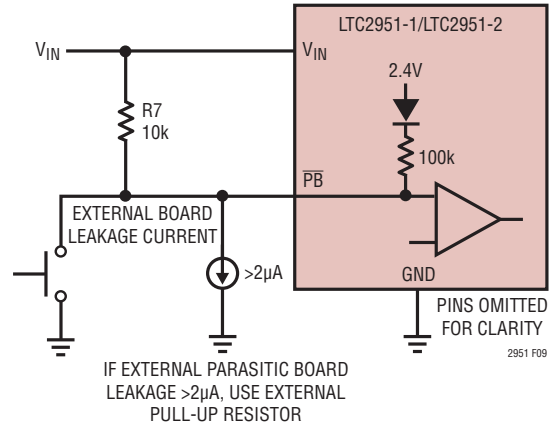 LTC2951-1/LTC2951-2
VIN
VIN
2.4V
R7
10k
100k
PB
EXTERNAL BOARD
LEAKAGE CURRENT
>2µA
GND
PINS OMITTED
FOR CLARITY
2951 F09
IF EXTERNAL PARASITIC BOARD
LEAKAGE >2µA, USE EXTERNAL
PULL-UP RESISTOR